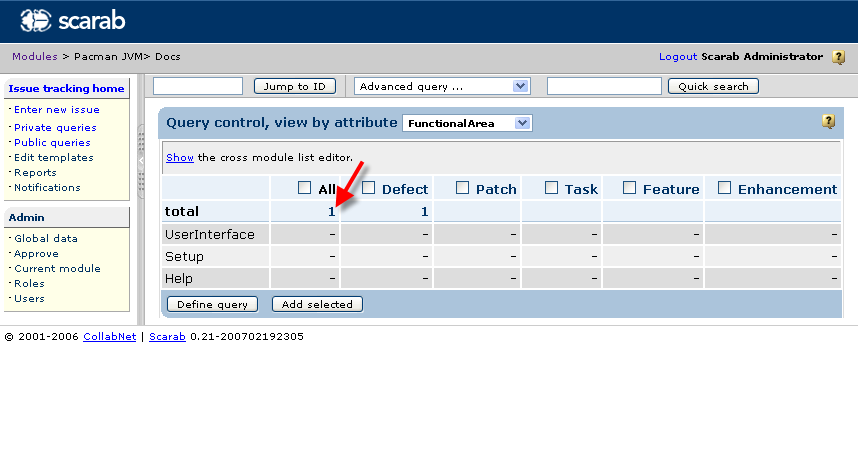 scarab
Modules > Pacman JVM> Docs
Logout Scarab Administrator ?
Issue tracking home
Enter new issue
Private queries
Public queries
Edit templates
Reports
Notifications
Admin
Global data
Approve
Current module
Roles
Users
Jump to ID Advanced query ... Quick search
Query control, view by attribute FunctionalArea ?
Show the cross module list editor.
All Defect Patch Task Feature Enhancement
total 1 1
UserInterface - - - - - -
Setup - - - - - -
Help - - - - - -
Define query Add selected
© 2001-2006 CollabNet | Scarab 0.21-200702192305